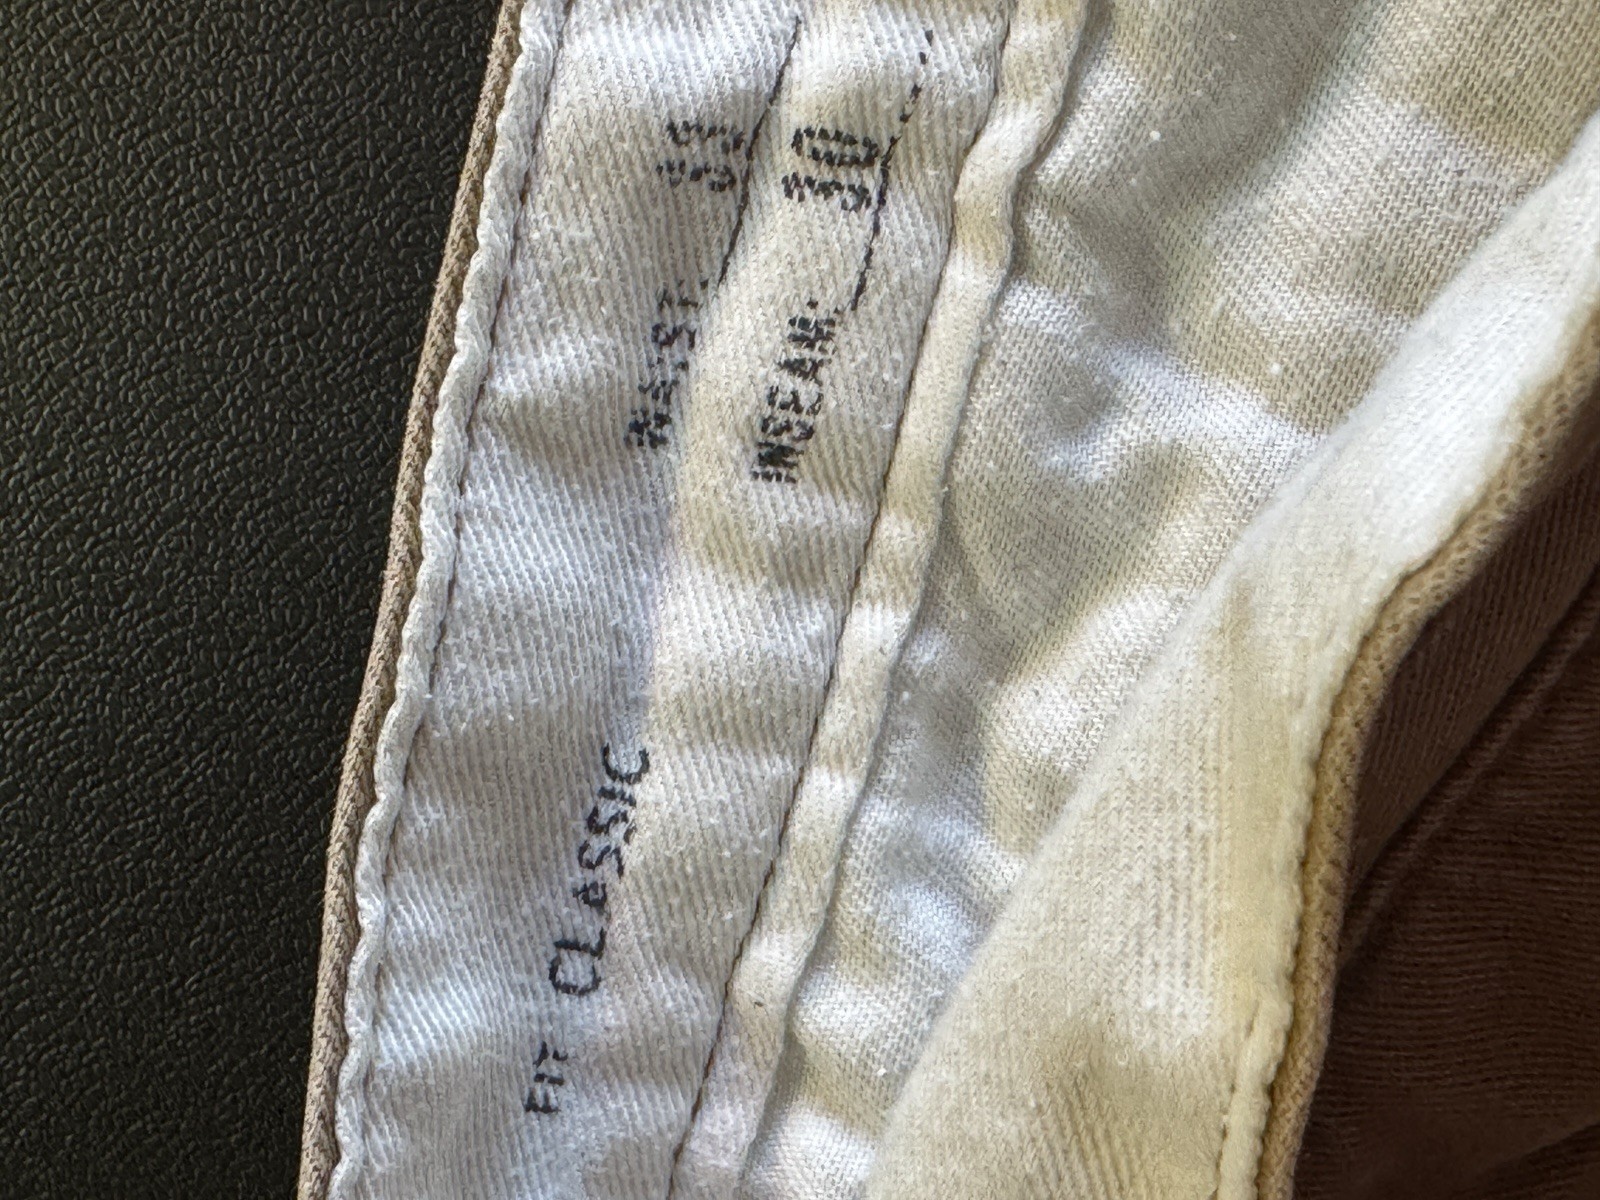 WAIST:
INSEAM: 30
FIT CLASSIC